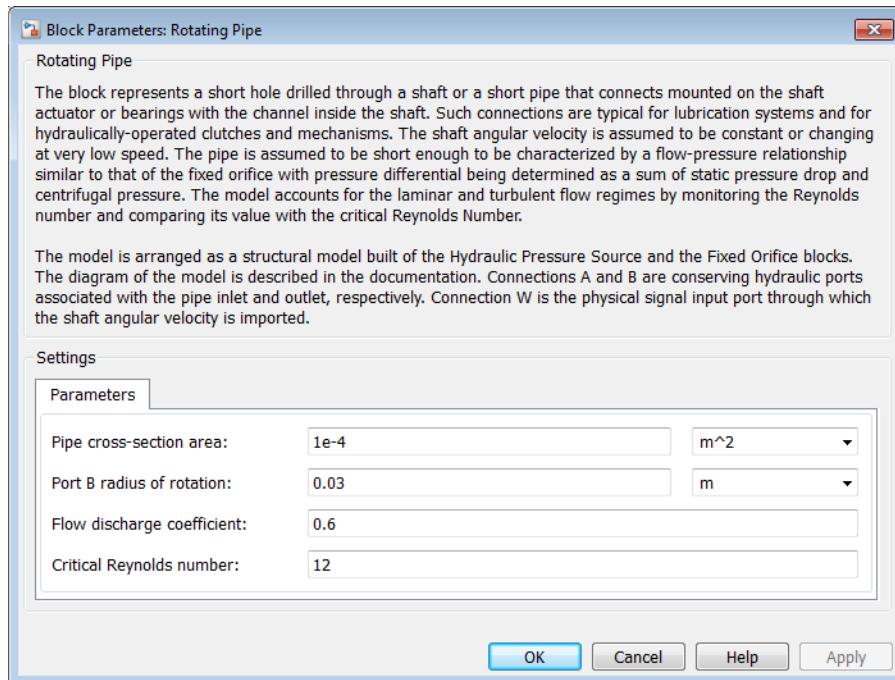 Block Parameters: Rotating Pipe
Rotating Pipe
The block represents a short hole drilled through a shaft or a short pipe that connects mounted on the shaft
actuator or bearings with the channel inside the shaft. Such connections are typical for lubrication systems and for
hydraulically-operated clutches and mechanisms. The shaft angular velocity is assumed to be constant or changing
at very low speed. The pipe is assumed to be short enough to be characterized by a flow-pressure relationship
similar to that of the fixed orifice with pressure differential being determined as a sum of static pressure drop and
centrifugal pressure. The model accounts for the laminar and turbulent flow regimes by monitoring the Reynolds
number and comparing its value with the critical Reynolds Number.
The model is arranged as a structural model built of the Hydraulic Pressure Source and the Fixed Orifice blocks.
The diagram of the model is described in the documentation. Connections A and B are conserving hydraulic ports
associated with the pipe inlet and outlet, respectively. Connection W is the physical signal input port through which
the shaft angular velocity is imported.
Settings
Parameters
Pipe cross-section area: 1e-4 m^2
Port B radius of rotation: 0.03 m
Flow discharge coefficient: 0.6
Critical Reynolds number: 12
OK Cancel Help Apply